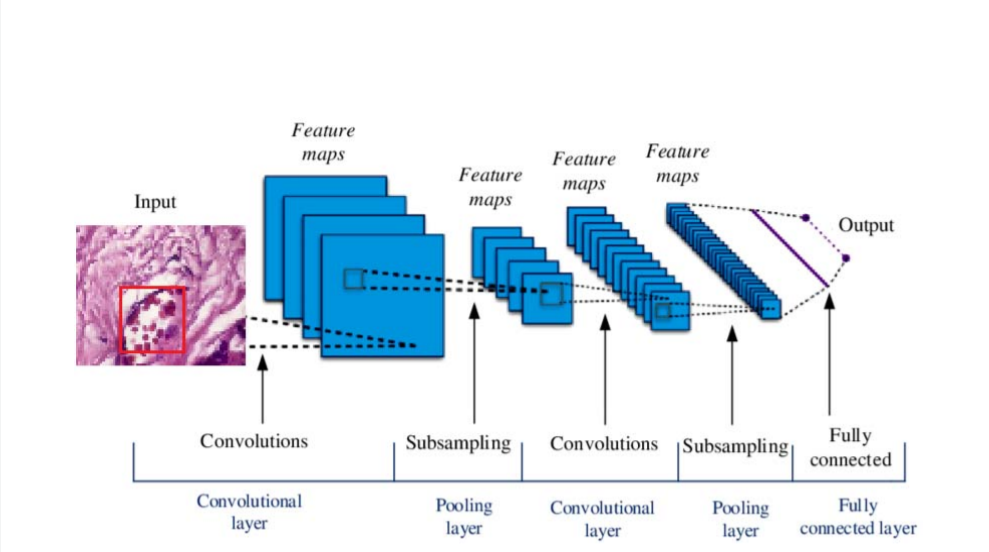 Feature
maps
Feature
maps
Feature
maps
Feature
maps
Input
Output
Convolutions
Subsampling
Convolutions
Subsampling
Fully
connected
Convolutional
layer
Pooling
layer
Convolutional
layer
Pooling
layer
Fully
connected layer